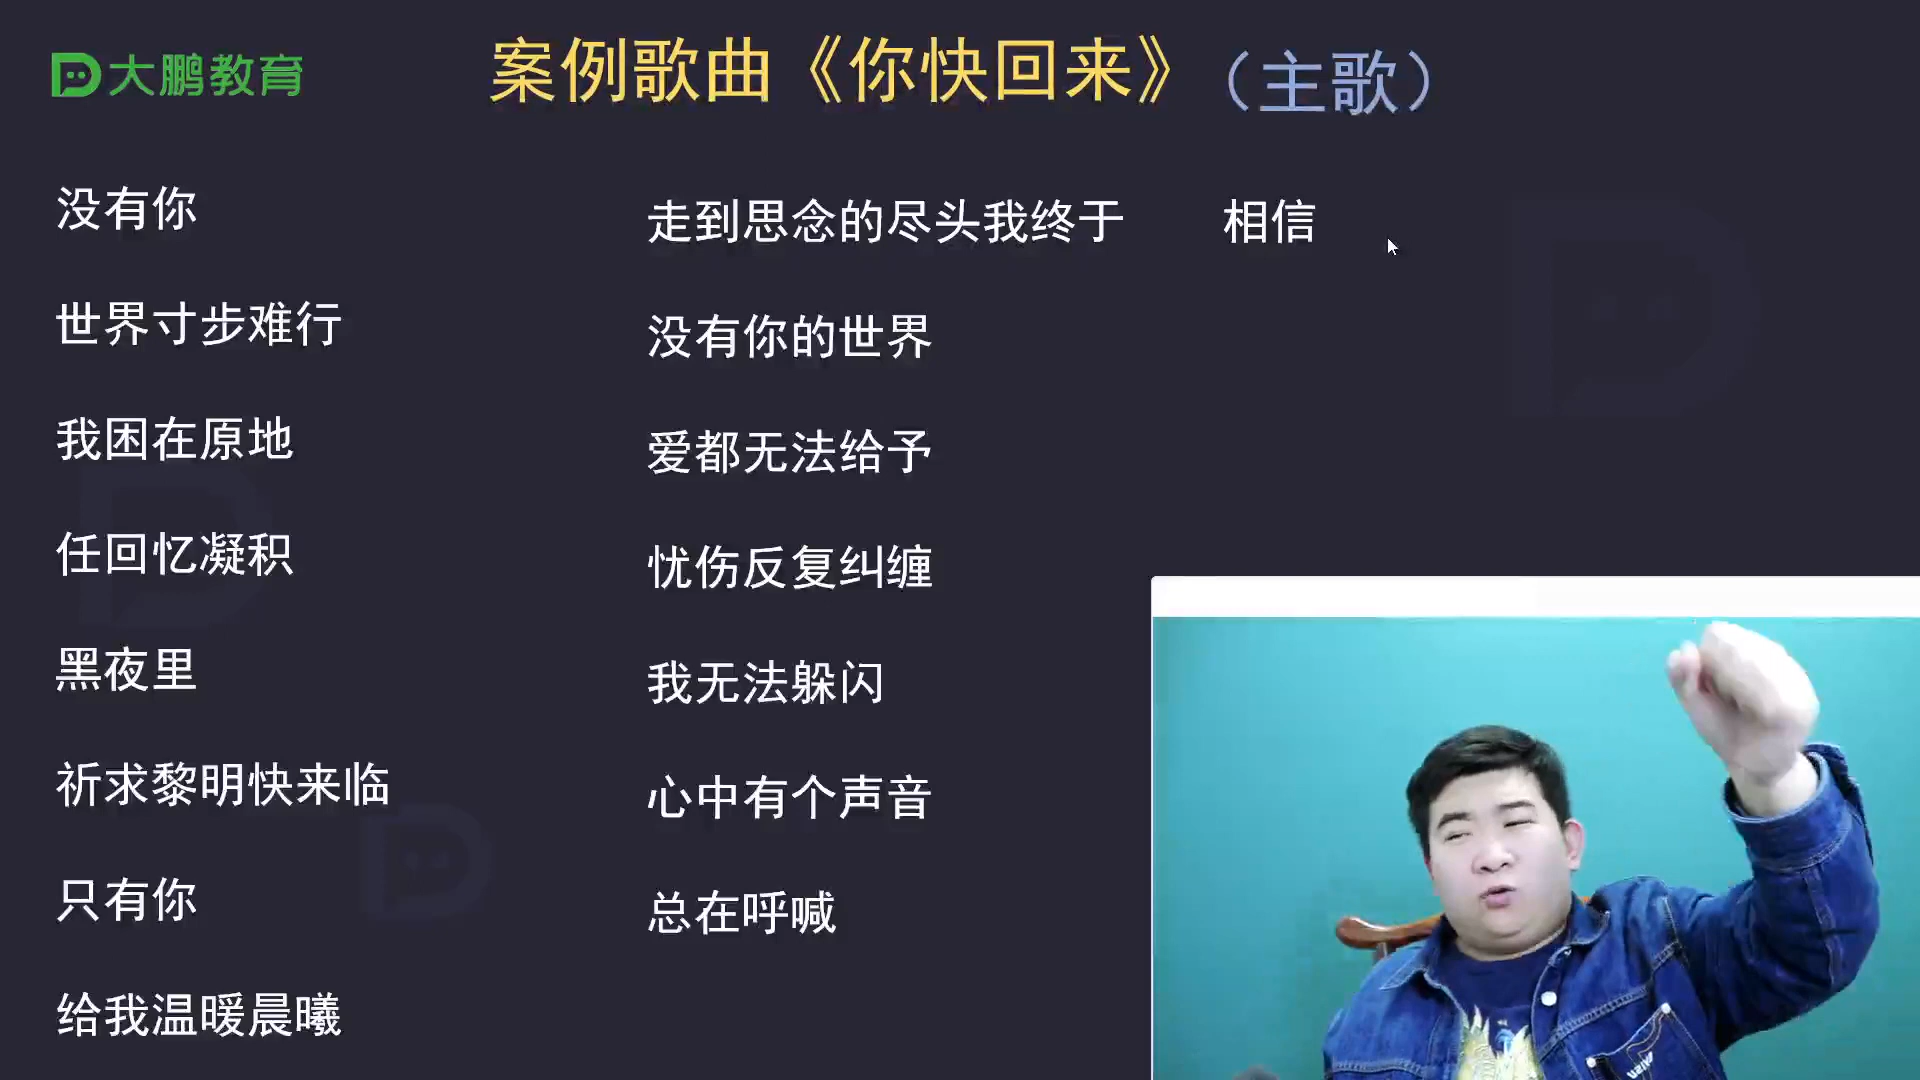 大鹏教育
案例歌曲《你快回来》（主歌）
没有你
世界寸步难行
我困在原地
任回忆凝积
黑夜里
祈求黎明快来临
只有你
给我温暖晨曦
走到思念的尽头我终于 相信
没有你的世界
爱都无法给予
忧伤反复纠缠
我无法躲闪
心中有个声音
总在呼喊